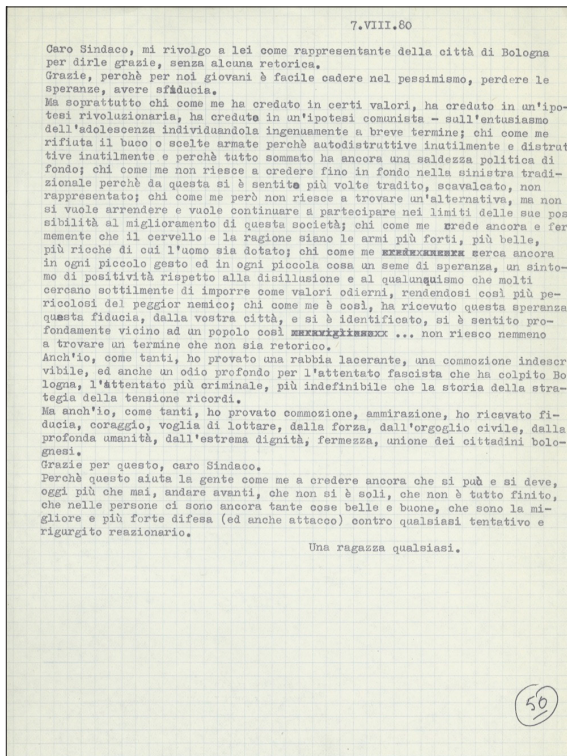 7.VIII.80
Caro Sindaco, mi rivolgo a lei come rappresentante della città di Bologna
per dirle grazie, senza alcuna retorica.
Grazie, perchè per noi giovani è facile cadere nel pessimismo, perdere le
speranze, avere sfiducia.
Ma soprattutto chi come me ha creduto in certi valori, ha creduto in un'ipo-
tesi rivoluzionaria, ha creduto in un'ipotesi comunista - sull'entusiasmo
dell'adolescenza individuandola ingenuamente a breve termine; chi come me
rifiuta il buco o scelte armate perchè autodistruttive inutilmente e distrut
tive inutilmente e perchè tutto sommato ha ancora una saldezza politica di
fondo; chi come me non riesce a credere fino in fondo nella sinistra tradi-
zionale perchè da questa si è sentito più volte tradito, scavalcato, non
rappresentato; chi come me però non riesce a trovare un'alternativa, ma non
si vuole arrendere e vuole continuare a partecipare nei limiti delle sue pos
sibilità al miglioramento di questa società; chi come me crede ancora e fer
memente che il cervello e la ragione siano le armi più forti, più belle,
più ricche di cui l'uomo sia dotato; chi come me cerca ancora
in ogni piccolo gesto ed in ogni piccola cosa un seme di speranza, un sinto-
mo di positività rispetto alla disillusione e al qualunquismo che molti
cercano sottilmente di imporre come valori odierni, rendendosi così più pe-
ricolosi del peggior nemico; chi come me è così, ha ricevuto questa speranza
questa fiducia, dalla vostra città, e si è identificato, si è sentito pro-
fondamente vicino ad un popolo così ... non riesco nemmeno
a trovare un termine che non sia retorico.
Anch'io, come tanti, ho provato una rabbia lacerante, una commozione indescr
vibile, ed anche un odio profondo per l'attentato fascista che ha colpito Bo
logna, l'attentato più criminale, più indefinibile che la storia della stra-
tegia della tensione ricordi.
Ma anch'io, come tanti, ho provato commozione, ammirazione, ho ricavato fi-
ducia, coraggio, voglia di lottare, dalla forza, dall'orgoglio civile, dalla
profonda umanità, dall'estrema dignità, fermezza, unione dei cittadini bolo-
gnesi.
Grazie per questo, caro Sindaco.
Perchè questo aiuta la gente come me a credere ancora che si può e si deve,
oggi più che mai, andare avanti, che non si è soli, che non è tutto finito,
che nelle persone ci sono ancora tante cose belle e buone, che sono la mi-
gliore e più forte difesa (ed anche attacco) contro qualsiasi tentativo e
rigurgito reazionario.
Una ragazza qualsiasi.
50